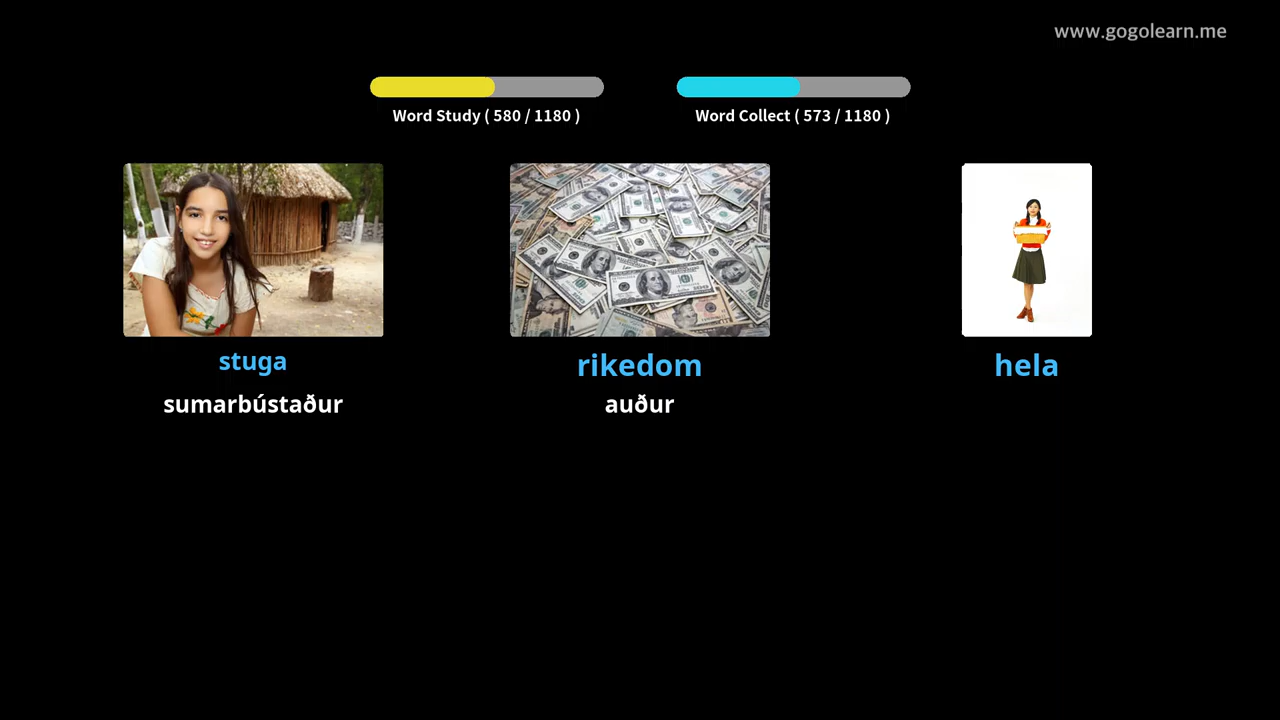 www.gogolearn.me
Word Study ( 580 / 1180 )
Word Collect ( 573 / 1180 )
stuga
sumarbústaður
rikedom
auður
hela